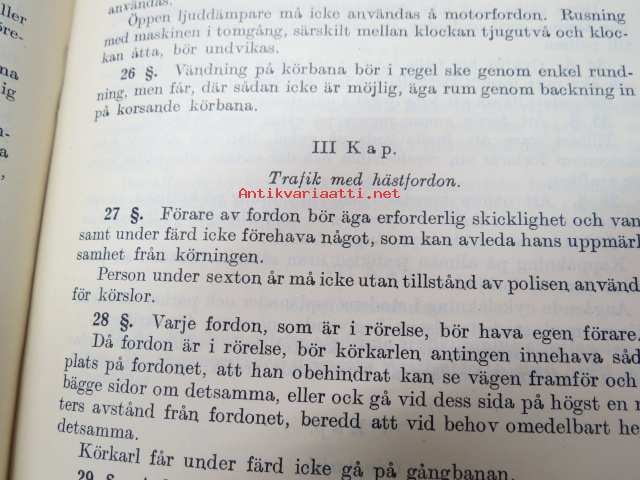 användas.
Öppen ljuddämpare må icke användas å motorfordon. Rusning
med maskinen i tomgång, särskilt mellan klockan tjugutvå och kloc-
kan åtta, bör undvikas.
26 §. Vändning på körbana bör i regel ske genom enkel rund-
ning, men får, där sådan icke är möjlig, äga rum genom backning in
på korsande körbana.
III Kap.
Trafik med hästfordon.
Antikvariaatti.net
27 §. Förare av fordon bör äga erforderlig skicklighet och van
samt under färd icke förehava något, som kan avleda hans uppmärk
samhet från körningen.
Person under sexton år må icke utan tillstånd av polisen använd
för körslor.
28 §. Varje fordon, som är i rörelse, bör hava egen förare.
Då fordon är i rörelse, bör körkarlen antingen innehava såd
plats på fordonet, att han obehindrat kan se vägen framför och
bägge sidor om detsamma, eller ock gå vid dess sida på högst en
ters avstånd från fordonet, beredd att vid behov omedelbart he
detsamma.
Körkarl får under färd icke gå på gångbanan.
29 §.